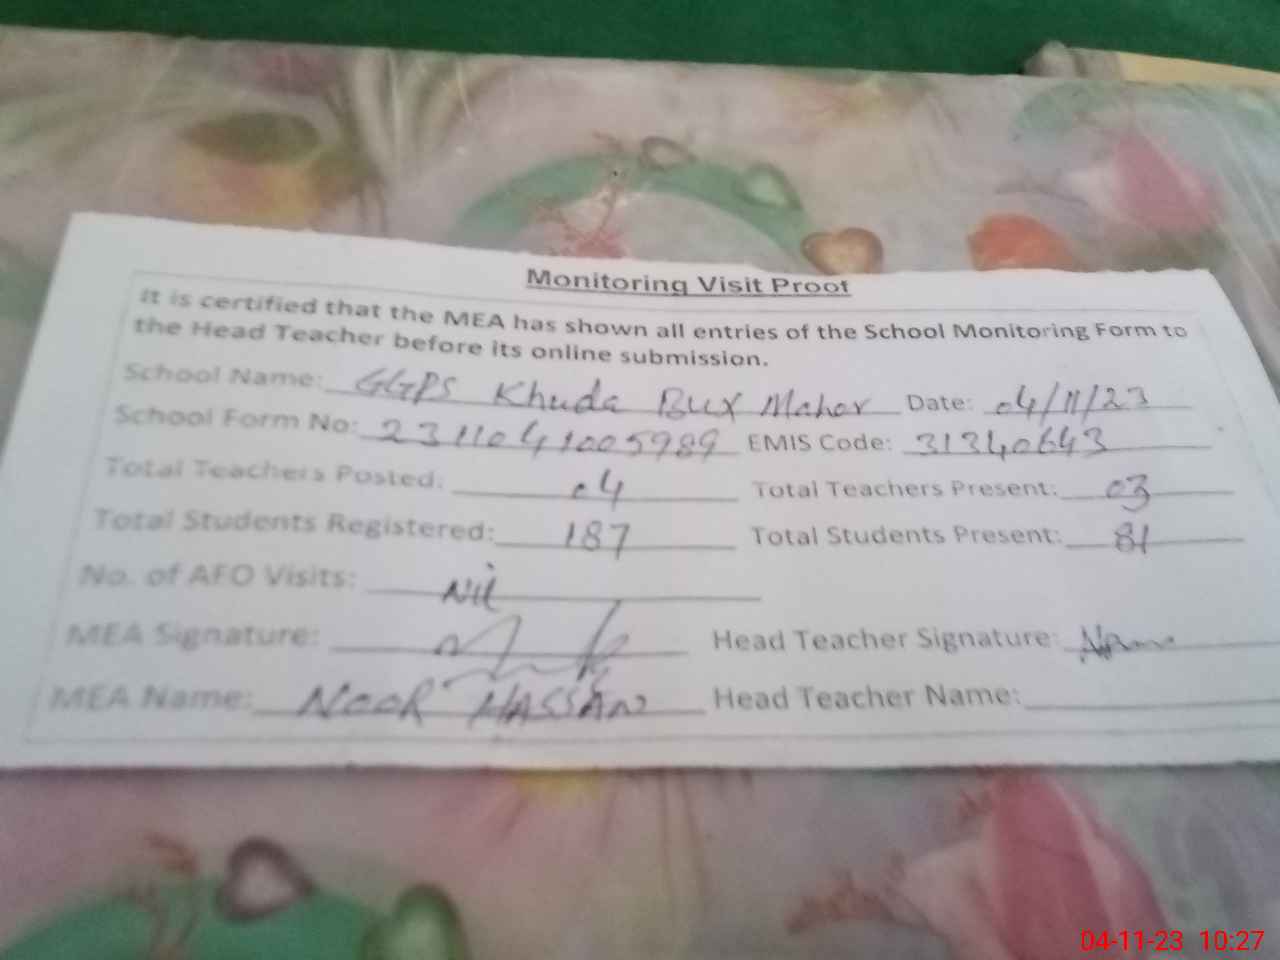 Monitoring Visit Proof
It is certified that the MEA has shown all entries of the School Monitoring Form to
the Head Teacher before its online submission.
School Name: GGPS Khuda Bux Mahar Date: 04/11/23
School Form No: 2311041005989 EMIS Code: 31340643
Total Teachers Posted: 04 Total Teachers Present: 03
Total Students Registered: 187 Total Students Present: 81
No. of AFO Visits: Nil
MEA Signature: Head Teacher Signature:
MEA Name: NOOR HASSAN Head Teacher Name:
04-11-23 10:27